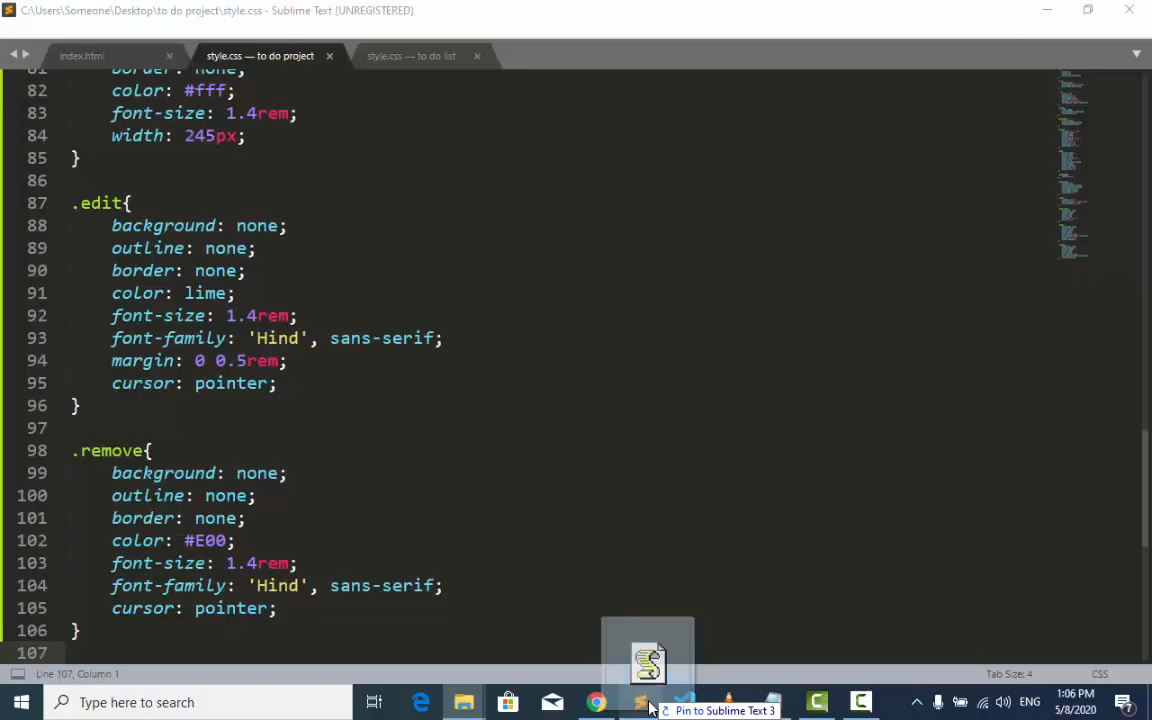 C:\Users\Someone\Desktop\to do project\style.css - Sublime Text (UNREGISTERED)
index.html
style.css — to do project
style.css — to do list
81 border: none;
82 color: #fff;
83 font-size: 1.4rem;
84 width: 245px;
85 }
86
87 .edit{
88 background: none;
89 outline: none;
90 border: none;
91 color: lime;
92 font-size: 1.4rem;
93 font-family: 'Hind', sans-serif;
94 margin: 0 0.5rem;
95 cursor: pointer;
96 }
97
98 .remove{
99 background: none;
100 outline: none;
101 border: none;
102 color: #E00;
103 font-size: 1.4rem;
104 font-family: 'Hind', sans-serif;
105 cursor: pointer;
106 }
107
Line 107, Column 1
Tab Size: 4
CSS
Type here to search
Pin to Sublime Text 3
ENG
1:06 PM
5/8/2020
7